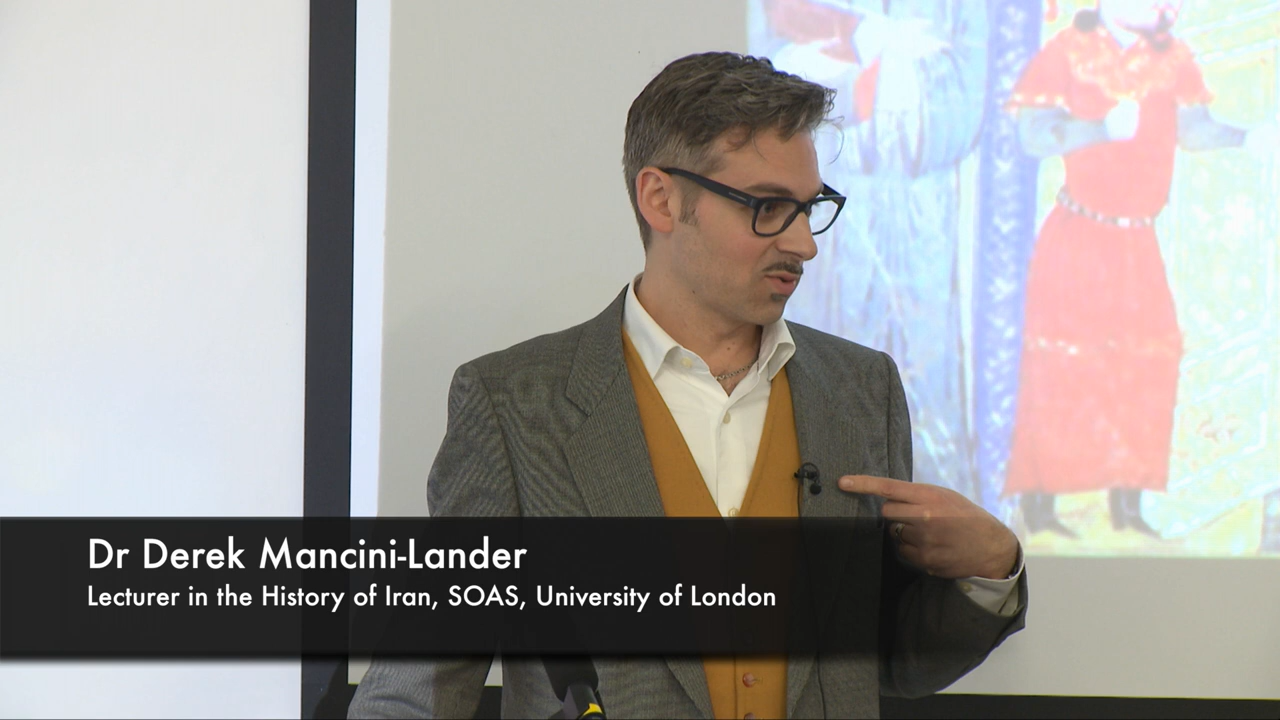 Dr Derek Mancini-Lander
Lecturer in the History of Iran, SOAS, University of London